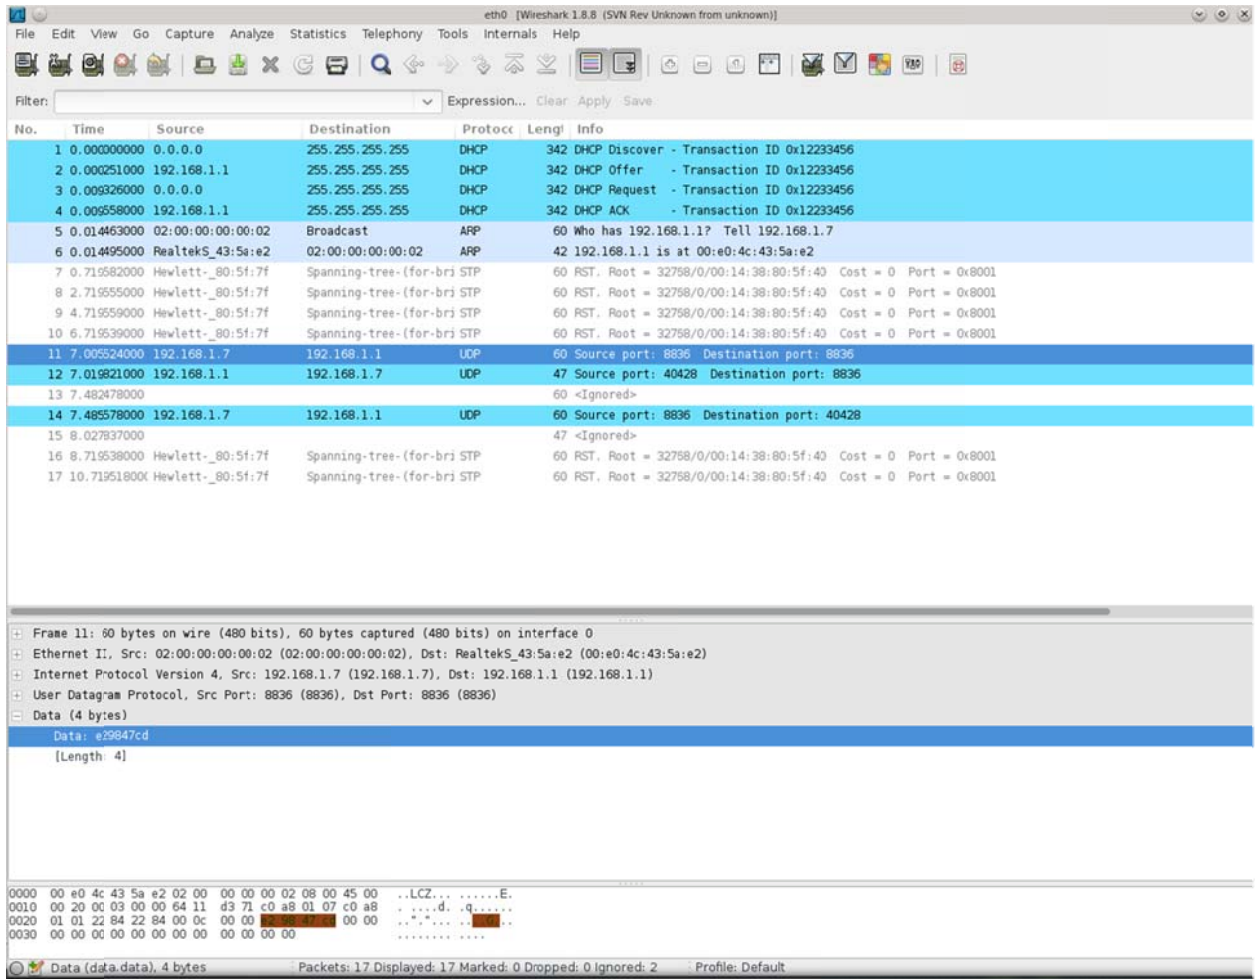 eth0 [Wireshark 1.8.8 (SVN Rev Unknown from unknown)]
File Edit View Go Capture Analyze Statistics Telephony Tools Internals Help
Filter: Expression... Clear Apply Save
No. Time Source Destination Protocc Lengt Info
1 0.000000000 0.0.0.0 255.255.255.255 DHCP 342 DHCP Discover - Transaction ID 0x12233456
2 0.000251000 192.168.1.1 255.255.255.255 DHCP 342 DHCP Offer - Transaction ID 0x12233456
3 0.009326000 0.0.0.0 255.255.255.255 DHCP 342 DHCP Request - Transaction ID 0x12233456
4 0.009558000 192.168.1.1 255.255.255.255 DHCP 342 DHCP ACK - Transaction ID 0x12233456
5 0.014463000 02:00:00:00:00:02 Broadcast ARP 60 Who has 192.168.1.1? Tell 192.168.1.7
6 0.014495000 RealtekS_43:5a:e2 02:00:00:00:00:02 ARP 42 192.168.1.1 is at 00:e0:4c:43:5a:e2
7 0.719582000 Hewlett-_80:5f:7f Spanning-tree-(for-bri STP 60 RST. Root = 32768/0/00:14:38:80:5f:40 Cost = 0 Port = 0x8001
8 2.719555000 Hewlett-_80:5f:7f Spanning-tree-(for-bri STP 60 RST. Root = 32768/0/00:14:38:80:5f:40 Cost = 0 Port = 0x8001
9 4.719559000 Hewlett-_80:5f:7f Spanning-tree-(for-bri STP 60 RST. Root = 32768/0/00:14:38:80:5f:40 Cost = 0 Port = 0x8001
10 6.719539000 Hewlett-_80:5f:7f Spanning-tree-(for-bri STP 60 RST. Root = 32768/0/00:14:38:80:5f:40 Cost = 0 Port = 0x8001
11 7.005524000 192.168.1.7 192.168.1.1 UDP 60 Source port: 8836 Destination port: 8836
12 7.019821000 192.168.1.1 192.168.1.7 UDP 47 Source port: 40428 Destination port: 8836
13 7.482478000 60 <Ignored>
14 7.485578000 192.168.1.7 192.168.1.1 UDP 60 Source port: 8836 Destination port: 40428
15 8.027837000 47 <Ignored>
16 8.719538000 Hewlett-_80:5f:7f Spanning-tree-(for-bri STP 60 RST. Root = 32768/0/00:14:38:80:5f:40 Cost = 0 Port = 0x8001
17 10.71951800( Hewlett-_80:5f:7f Spanning-tree-(for-bri STP 60 RST. Root = 32768/0/00:14:38:80:5f:40 Cost = 0 Port = 0x8001
Frame 11: 60 bytes on wire (480 bits), 60 bytes captured (480 bits) on interface 0
Ethernet II, Src: 02:00:00:00:00:02 (02:00:00:00:00:02), Dst: RealtekS_43:5a:e2 (00:e0:4c:43:5a:e2)
Internet Protocol Version 4, Src: 192.168.1.7 (192.168.1.7), Dst: 192.168.1.1 (192.168.1.1)
User Datagram Protocol, Src Port: 8836 (8836), Dst Port: 8836 (8836)
Data (4 bytes)
Data: e29847cd
[Length: 4]
0000 00 e0 4c 43 5a e2 02 00 00 00 00 02 08 00 45 00 ..LCZ... ......E.
0010 00 20 00 03 00 00 64 11 d3 71 c0 a8 01 07 c0 a8 . ....d. .q......
0020 01 01 22 84 22 84 00 0c 00 00 e2 98 47 cd 00 00 ..".".... ....G...
0030 00 00 00 00 00 00 00 00 00 00 00 00 ........ ....
Data (data.data), 4 bytes Packets: 17 Displayed: 17 Marked: 0 Dropped: 0 Ignored: 2 Profile: Default